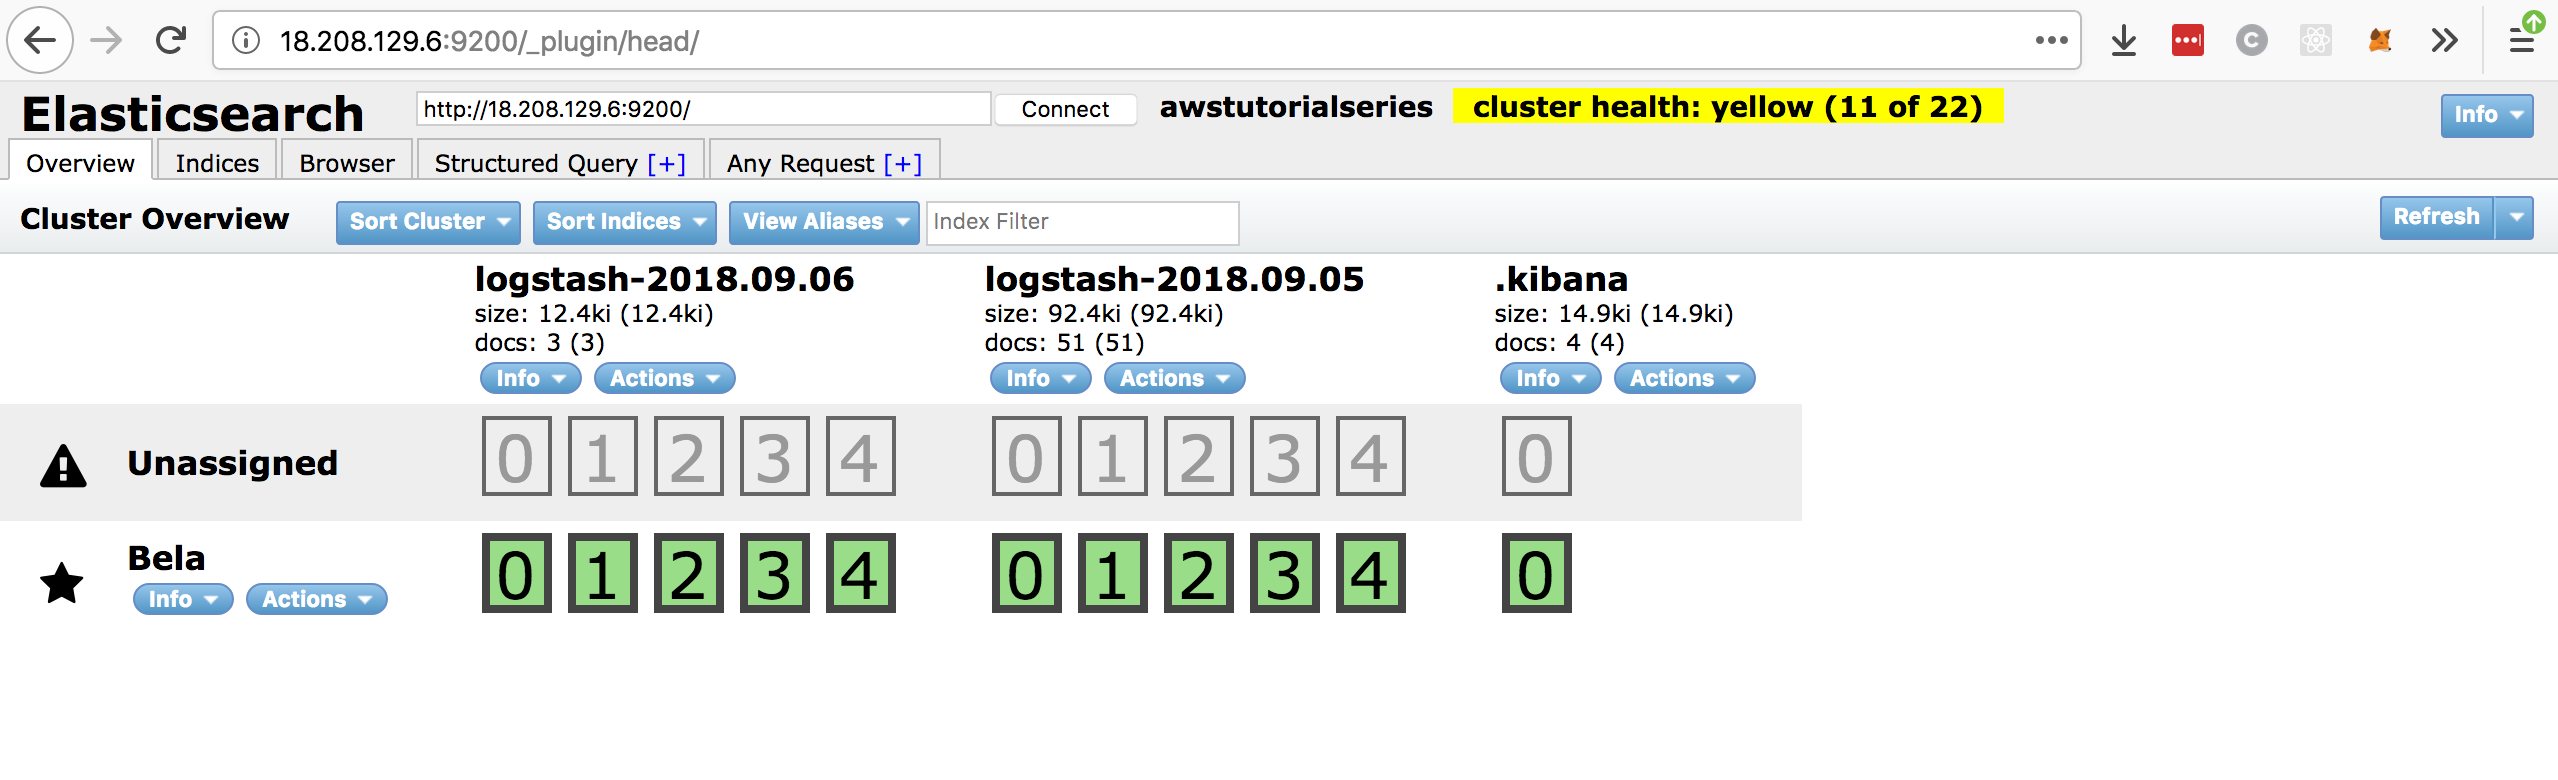 18.208.129.6:9200/_plugin/head/
Elasticsearch
http://18.208.129.6:9200/
Connect
awstutorialseries
cluster health: yellow (11 of 22)
Info
Overview
Indices
Browser
Structured Query [+]
Any Request [+]
Cluster Overview
Sort Cluster
Sort Indices
View Aliases
Index Filter
Refresh
logstash-2018.09.06
size: 12.4ki (12.4ki)
docs: 3 (3)
Info
Actions
logstash-2018.09.05
size: 92.4ki (92.4ki)
docs: 51 (51)
Info
Actions
.kibana
size: 14.9ki (14.9ki)
docs: 4 (4)
Info
Actions
Unassigned
0 1 2 3 4
0 1 2 3 4
0
Bela
Info
Actions
0 1 2 3 4
0 1 2 3 4
0